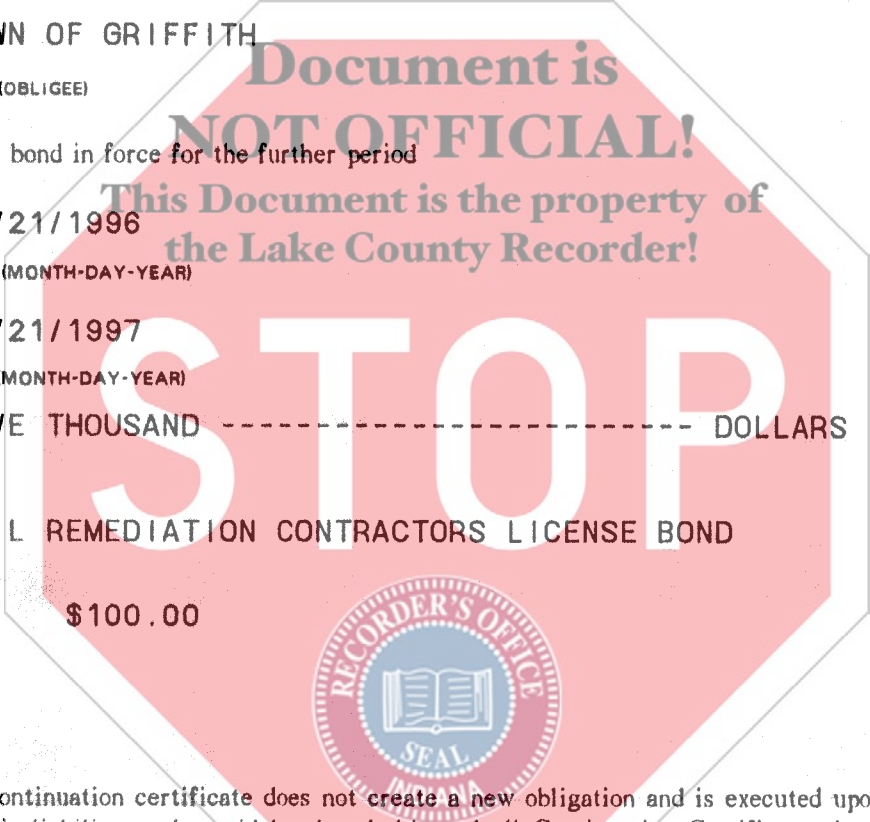 WN OF GRIFFITH
Document is
(OBLIGEE)
NOT OFFICIAL!
bond in force for the further period
This Document is the property of
21/1996
the Lake County Recorder!
(MONTH-DAY-YEAR)
21/1997
(MONTH-DAY-YEAR)
STOP
E THOUSAND ---------------------------- DOLLARS
L REMEDIATION CONTRACTORS LICENSE BOND
$100.00
RECORDER'S OFFICE
SEAL
INDIANA
ontinuation certificate does not create a new obligation and is executed upo